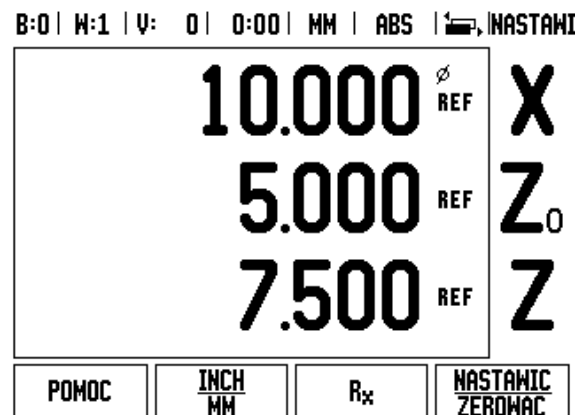 B:0 | W:1 | V: 0 | 0:00 | MM | ABS | NASTAWI
10.000 Ø REF X
5.000 REF Z0
7.500 REF Z
POMOC
INCH
MM
RX
NASTAWIC
ZEROWAC